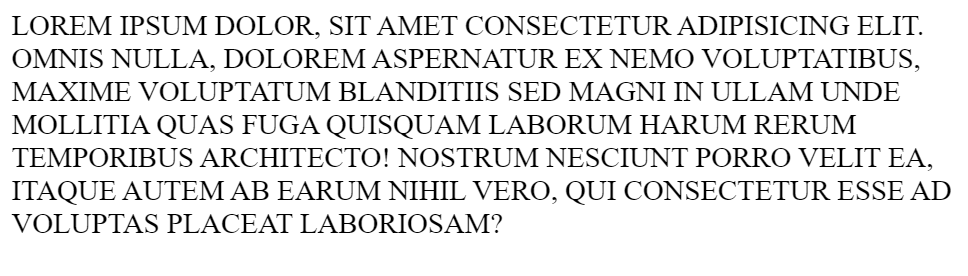 LOREM IPSUM DOLOR, SIT AMET CONSECTETUR ADIPISICING ELIT.
OMNIS NULLA, DOLOREM ASPERNATUR EX NEMO VOLUPTATIBUS,
MAXIME VOLUPTATUM BLANDITIIS SED MAGNI IN ULLAM UNDE
MOLLITIA QUAS FUGA QUISQUAM LABORUM HARUM RERUM
TEMPORIBUS ARCHITECTO! NOSTRUM NESCIUNT PORRO VELIT EA,
ITAQUE AUTEM AB EARUM NIHIL VERO, QUI CONSECTETUR ESSE AD
VOLUPTAS PLACEAT LABORIOSAM?